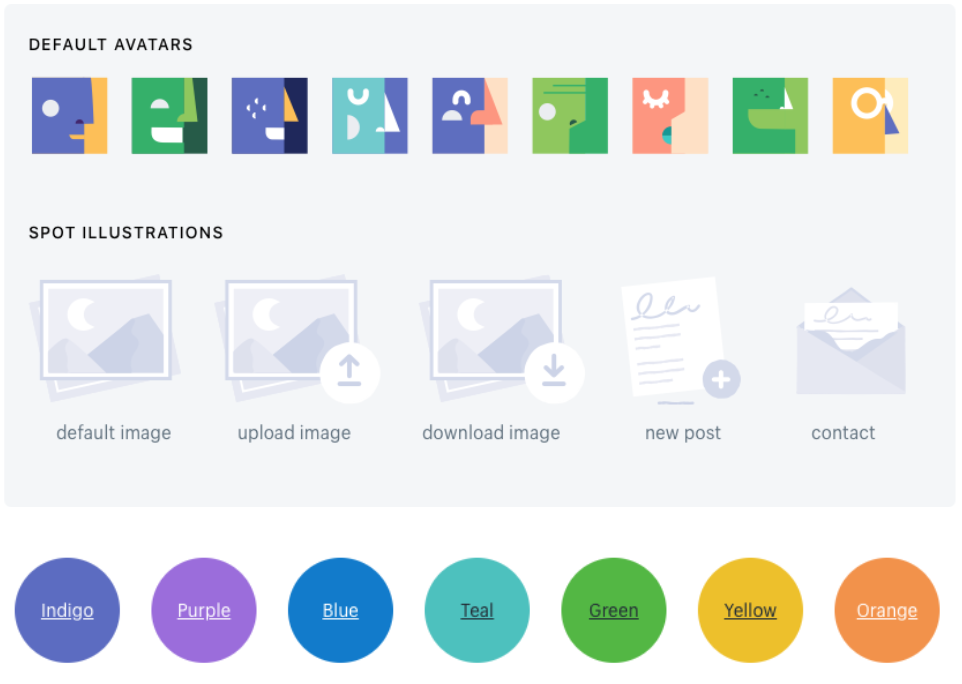 DEFAULT AVATARS
SPOT ILLUSTRATIONS
default image
upload image
download image
new post
contact
Indigo
Purple
Blue
Teal
Green
Yellow
Orange